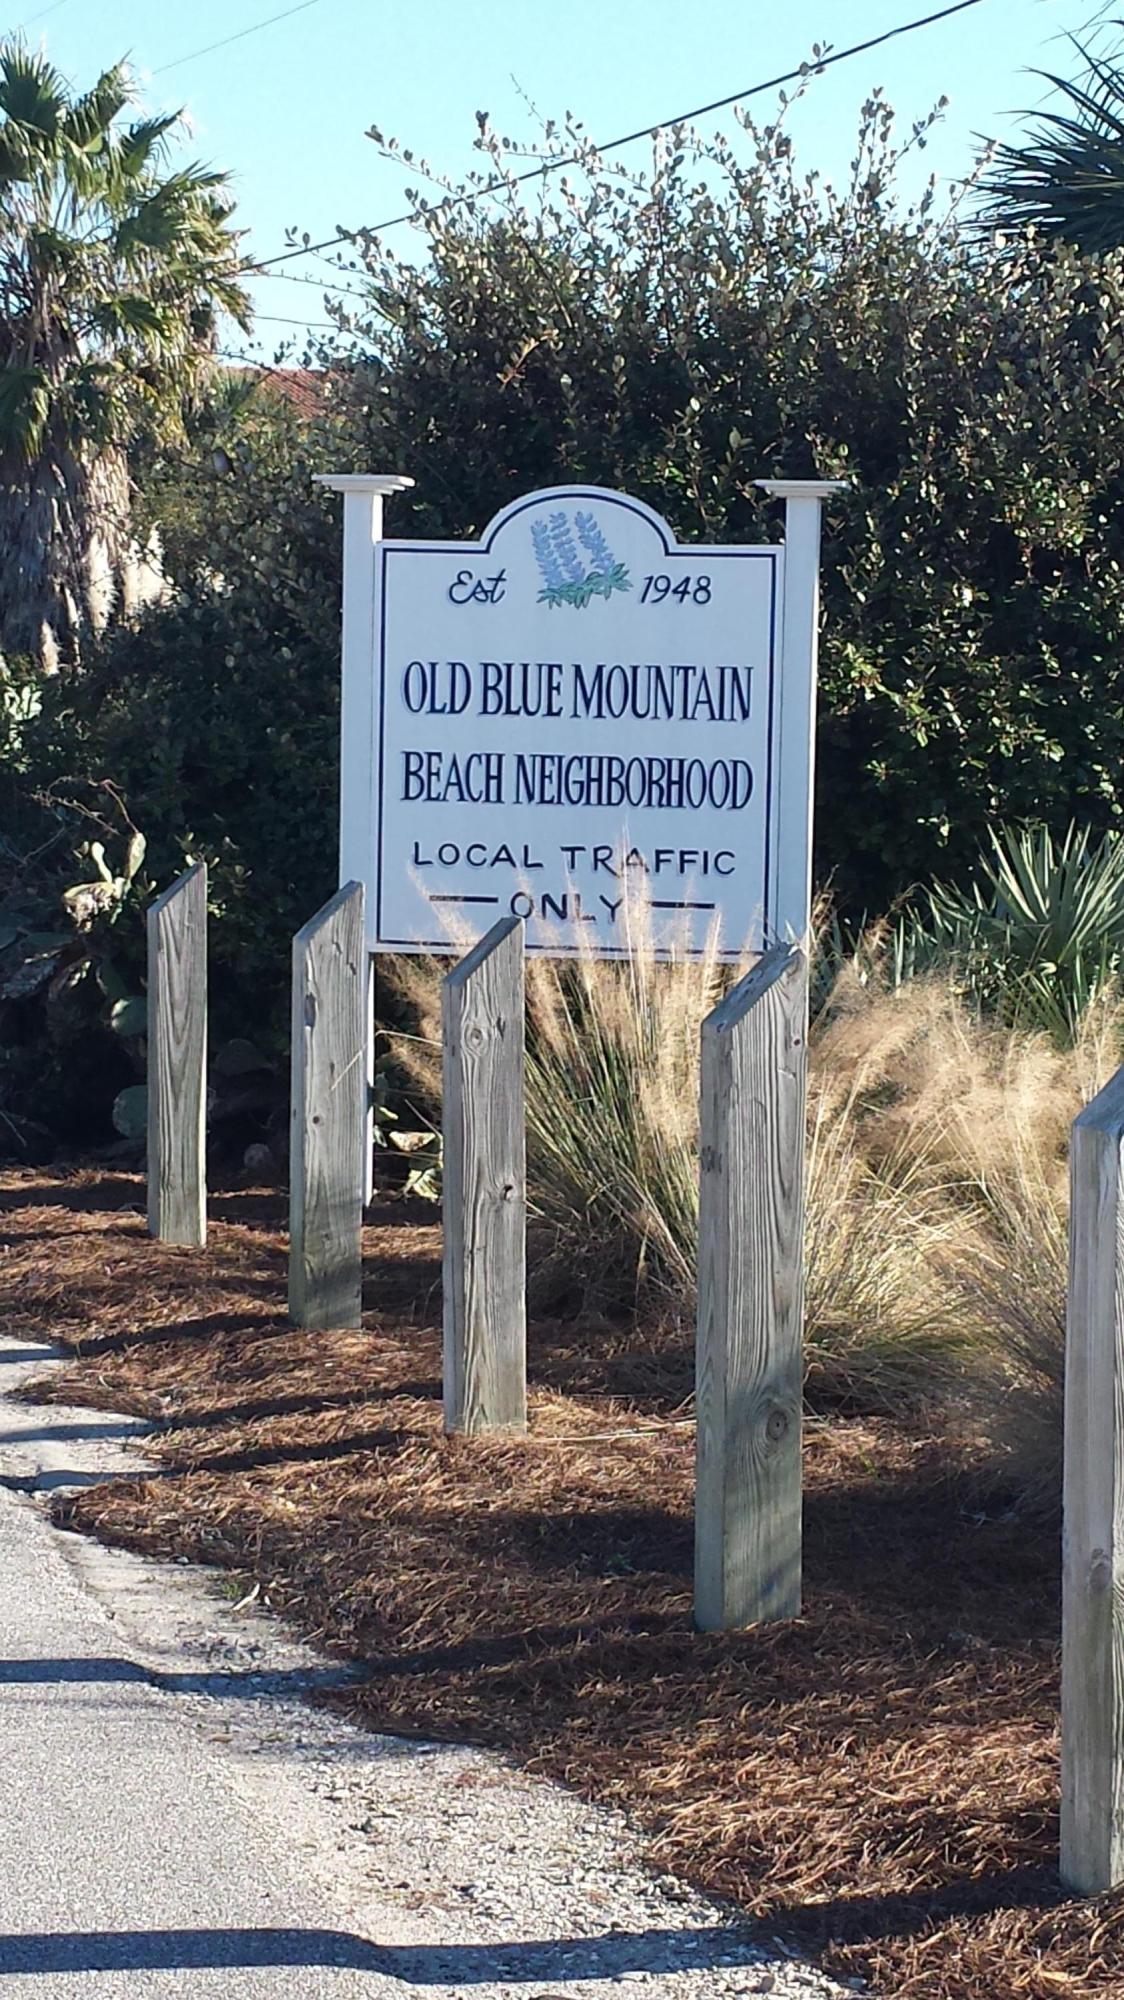 Est 1948
OLD BLUE MOUNTAIN
BEACH NEIGHBORHOOD
LOCAL TRAFFIC
ONLY